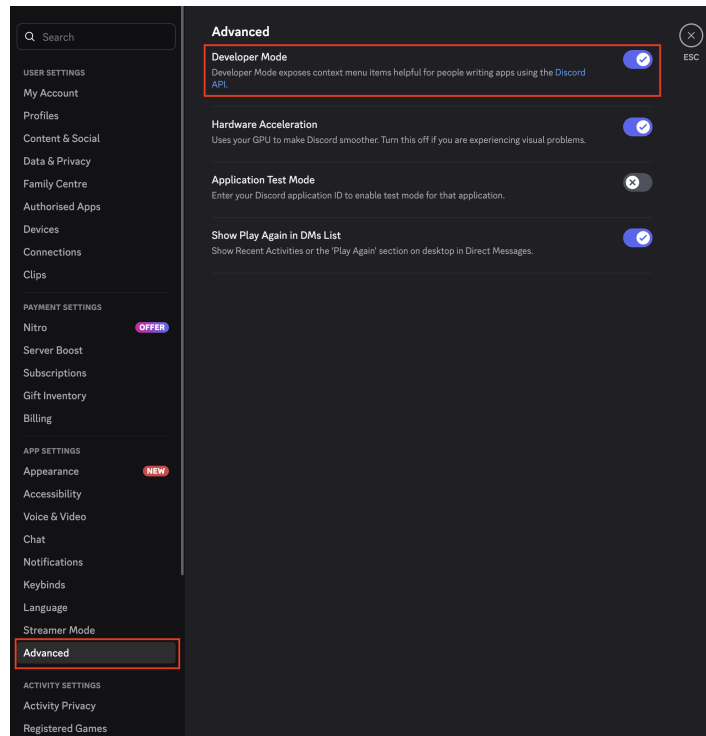 Search
USER SETTINGS
My Account
Profiles
Content & Social
Data & Privacy
Family Centre
Authorised Apps
Devices
Connections
Clips
PAYMENT SETTINGS
Nitro
OFFER
Server Boost
Subscriptions
Gift Inventory
Billing
APP SETTINGS
Appearance
NEW
Accessibility
Voice & Video
Chat
Notifications
Keybinds
Language
Streamer Mode
Advanced
ACTIVITY SETTINGS
Activity Privacy
Registered Games
Advanced
Developer Mode
Developer Mode exposes context menu items helpful for people writing apps using the Discord
API.
Hardware Acceleration
Uses your GPU to make Discord smoother. Turn this off if you are experiencing visual problems.
Application Test Mode
Enter your Discord application ID to enable test mode for that application.
Show Play Again in DMs List
Show Recent Activities or the 'Play Again' section on desktop in Direct Messages.
ESC